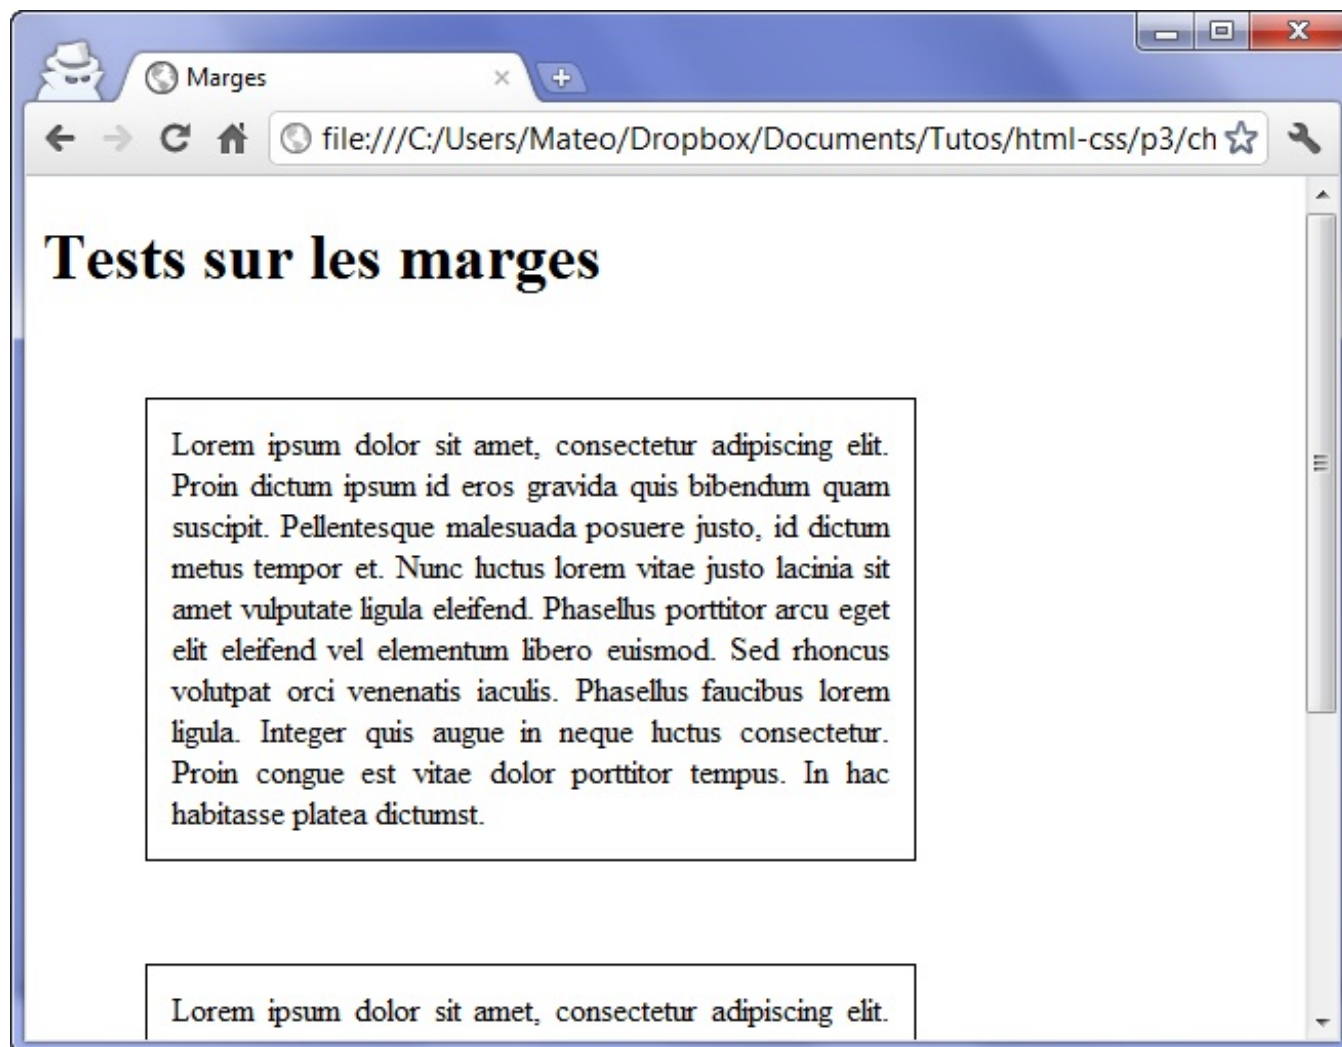 Marges
file:///C:/Users/Mateo/Dropbox/Documents/Tutos/html-css/p3/ch
Tests sur les marges
Lorem ipsum dolor sit amet, consectetur adipiscing elit.
Proin dictum ipsum id eros gravida quis bibendum quam
suscipit. Pellentesque malesuada posuere justo, id dictum
metus tempor et. Nunc luctus lorem vitae justo lacinia sit
amet vulputate ligula eleifend. Phasellus porttitor arcu eget
elit eleifend vel elementum libero euismod. Sed rhoncus
volutpat orci venenatis iaculis. Phasellus faucibus lorem
ligula. Integer quis augue in neque luctus consectetur.
Proin congue est vitae dolor porttitor tempus. In hac
habitasse platea dictumst.
Lorem ipsum dolor sit amet, consectetur adipiscing elit.